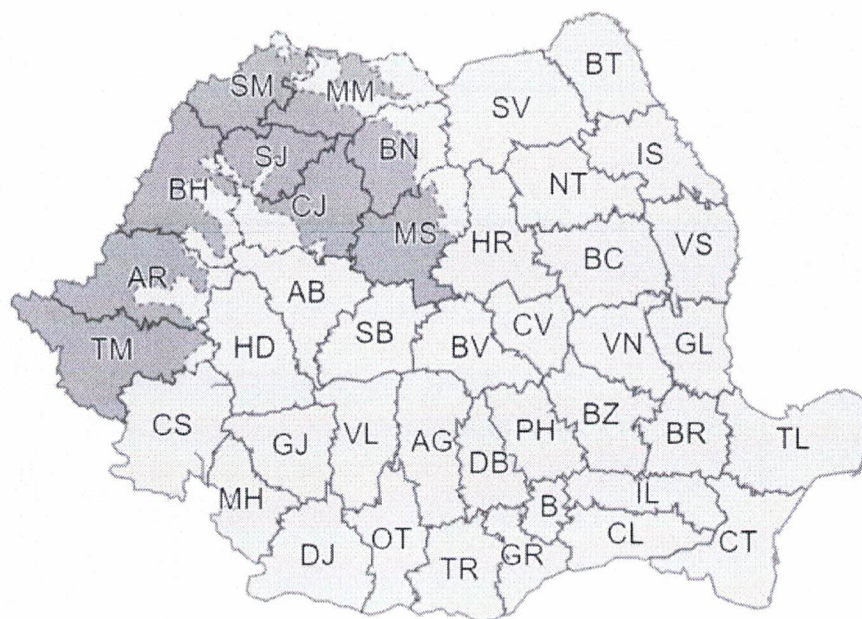 BT
SM
MM
SV
SJ
BN
IS
BH
NT
CJ
MS
HR
VS
BC
AR
AB
CV
SB
TM
HD
BV
VN
GL
CS
VL
PH
BZ
BR
TL
GJ
AG
DB
MH
B
IL
OT
CL
CT
DJ
TR
GR